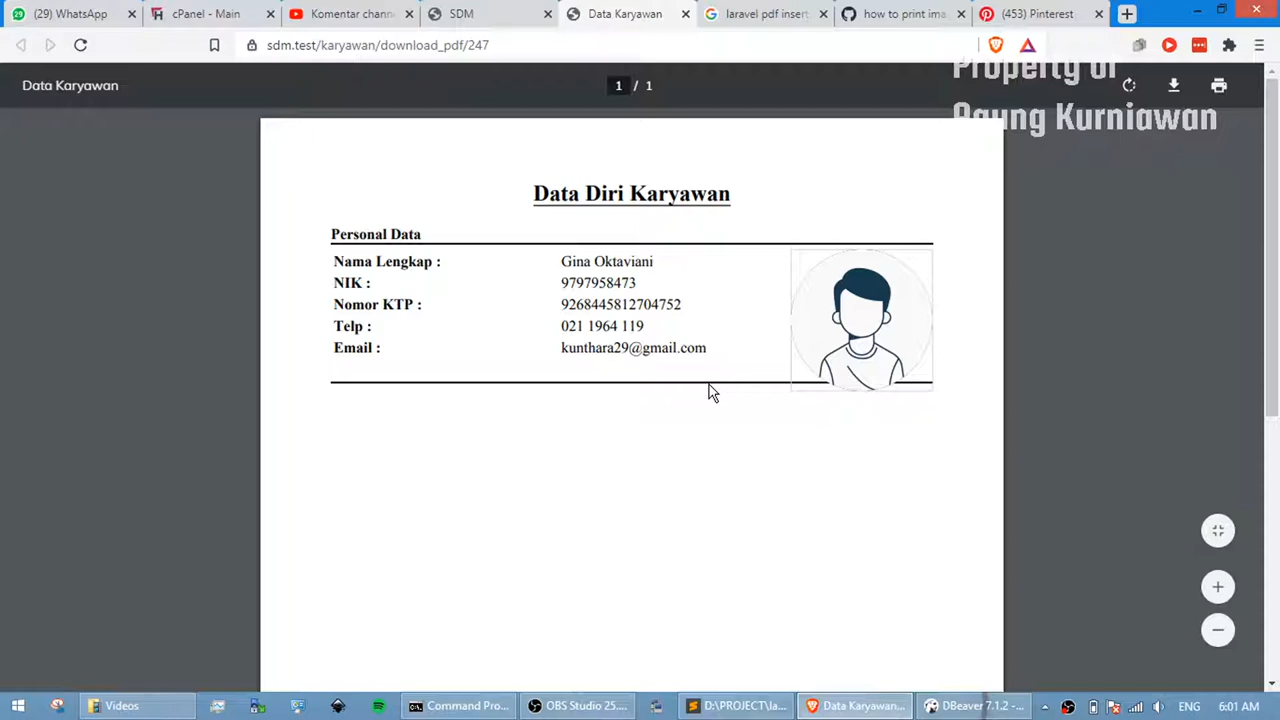 (29) WhatsApp
cPanel - Main
Komentar chann
SDM
Data Karyawan
laravel pdf insert
how to print ima
(453) Pinterest
sdm.test/karyawan/download_pdf/247
Property of
Agung Kurniawan
Data Karyawan
1 / 1
Data Diri Karyawan
Personal Data
Nama Lengkap : Gina Oktaviani
NIK : 9797958473
Nomor KTP : 9268445812704752
Telp : 021 1964 119
Email : kunthara29@gmail.com
Videos
Command Pro...
OBS Studio 25....
D:\PROJECT\la...
Data Karyawan...
DBeaver 7.1.2 -...
ENG
6:01 AM